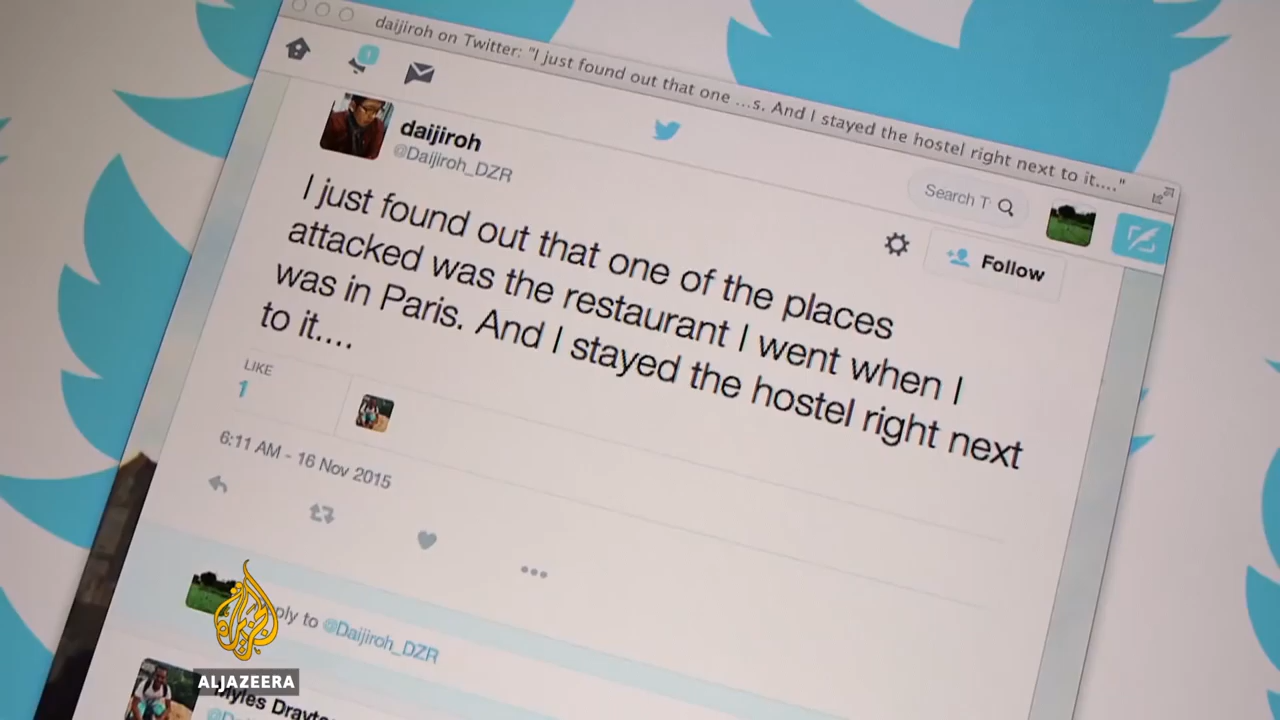 daijiroh on Twitter: "I just found out that one ...s. And I stayed the hostel right next to it...."
1
daijiroh
@Daijiroh_DZR
Search T
Follow
I just found out that one of the places
attacked was the restaurant I went when I
was in Paris. And I stayed the hostel right next
to it....
LIKE
1
6:11 AM - 16 Nov 2015
ply to @Daijiroh_DZR
Myles
ALJAZEERA